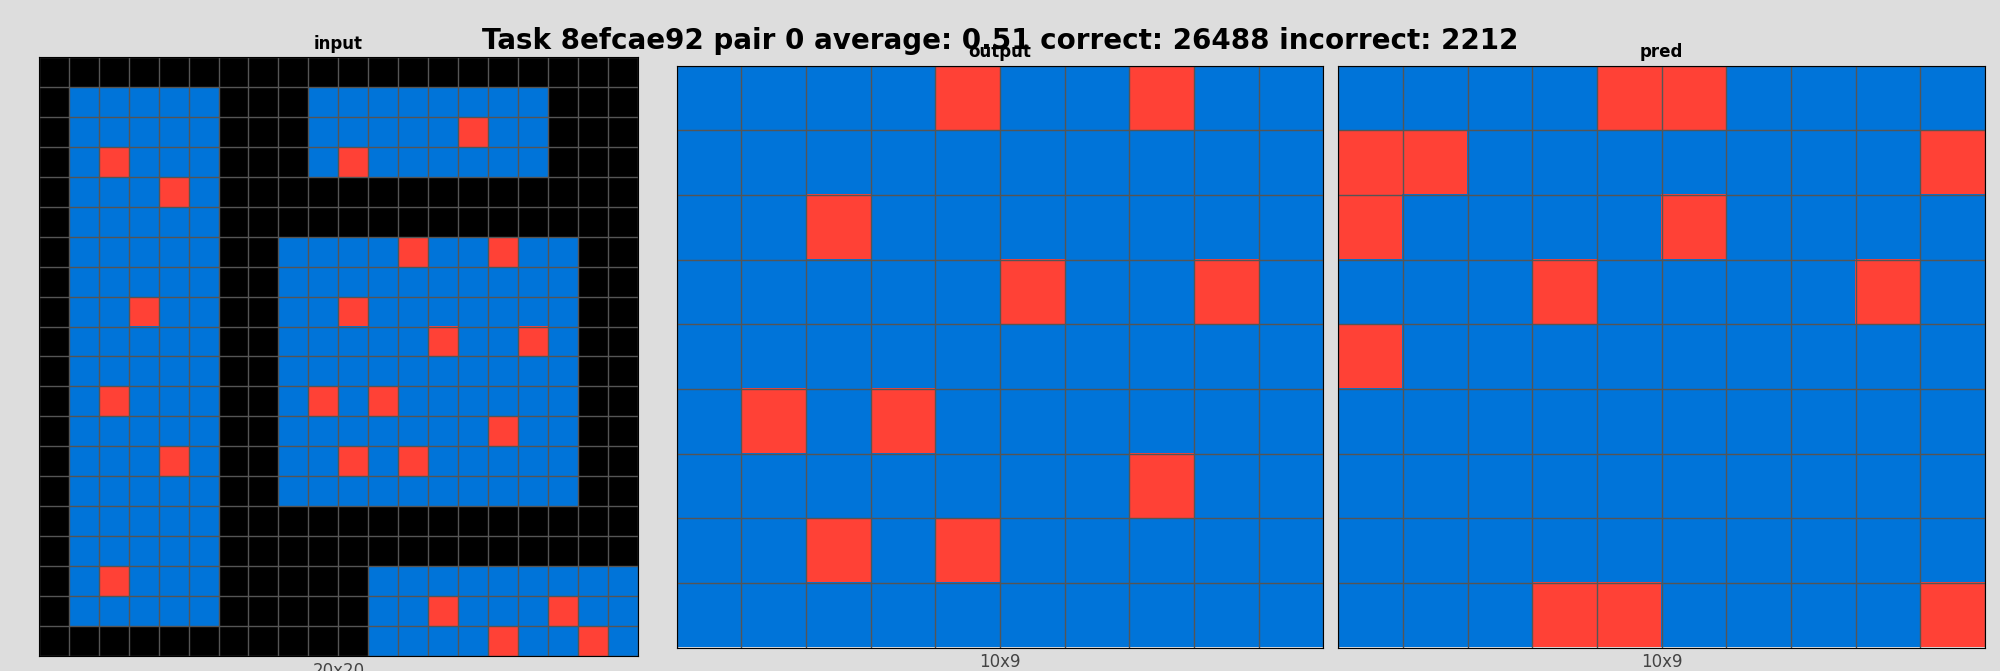 Task 8efcae92 pair 0 average: 0.51 correct: 26488 incorrect: 2212
input
output
pred
20x20
10x9
10x9